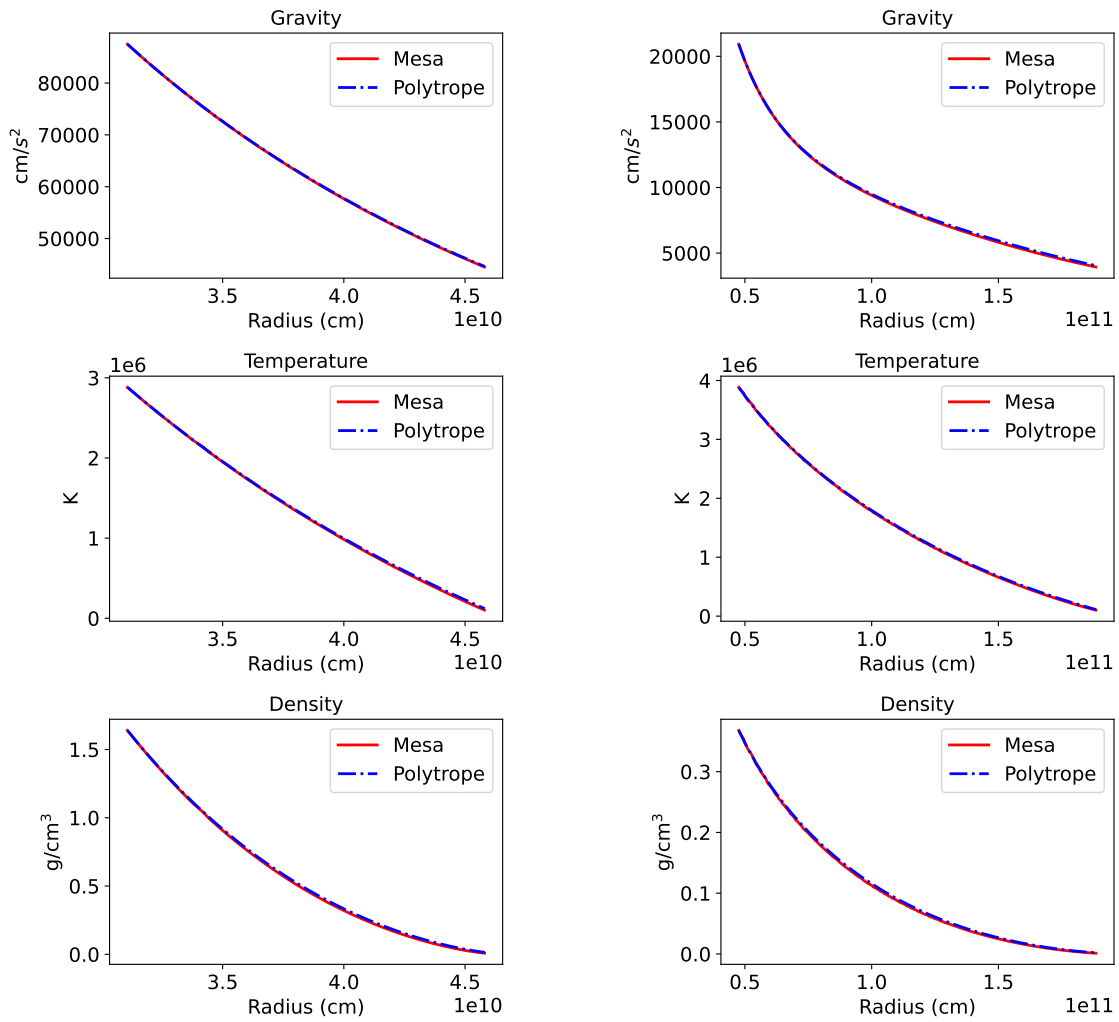 Gravity
cm/s²
80000
70000
60000
50000
Mesa
Polytrope
3.5
4.0
4.5
Radius (cm)
1e10
Gravity
cm/s²
20000
15000
10000
5000
Mesa
Polytrope
0.5
1.0
1.5
Radius (cm)
1e11
Temperature
1e6
K
3
2
1
0
Mesa
Polytrope
3.5
4.0
4.5
Radius (cm)
1e10
Temperature
1e6
K
4
3
2
1
0
Mesa
Polytrope
0.5
1.0
1.5
Radius (cm)
1e11
Density
g/cm³
1.5
1.0
0.5
0.0
Mesa
Polytrope
3.5
4.0
4.5
Radius (cm)
1e10
Density
g/cm³
0.3
0.2
0.1
0.0
Mesa
Polytrope
0.5
1.0
1.5
Radius (cm)
1e11